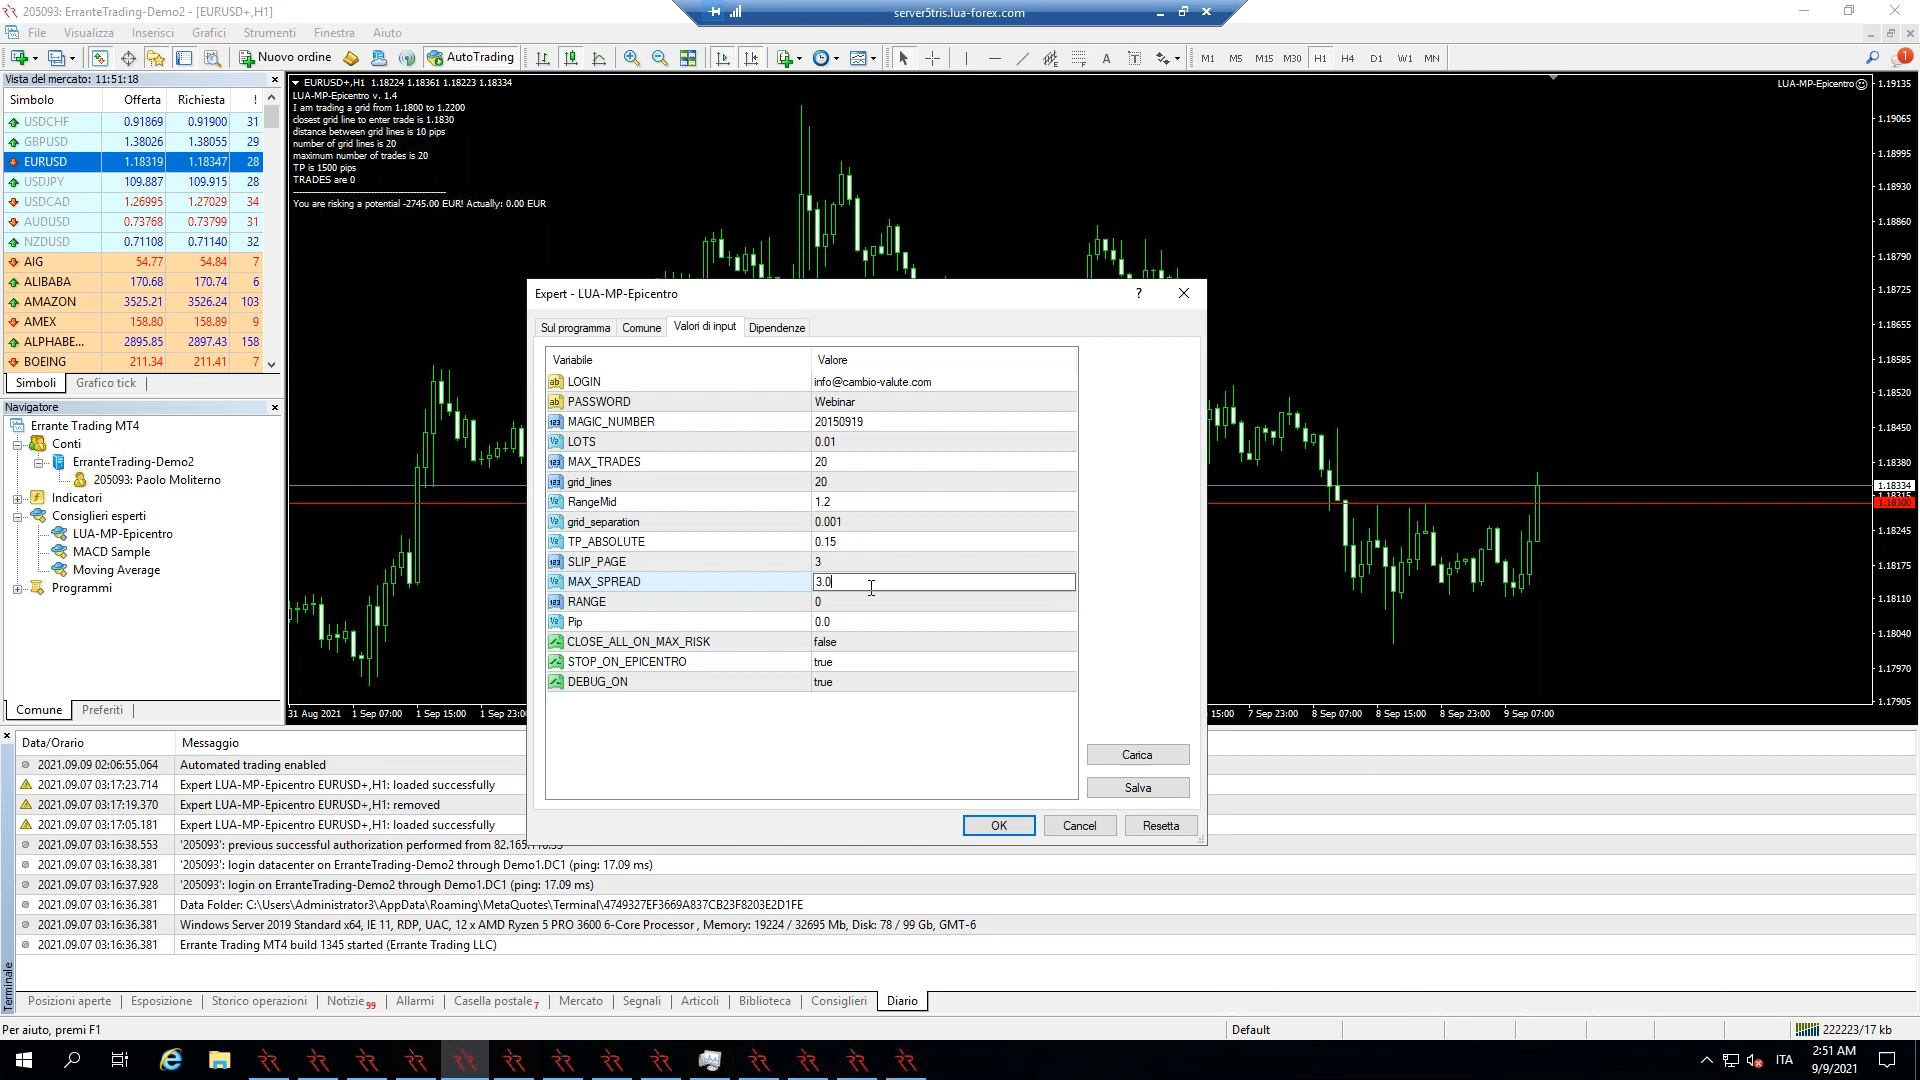 205093: ErranteTrading-Demo2 - [EURUSD+,H1]
server5tris.lua-forex.com
File Visualizza Inserisci Grafici Strumenti Finestra Aiuto
Nuovo ordine AutoTrading M1 M5 M15 M30 H1 H4 D1 W1 MN 1
Vista del mercato: 11:51:18
Simbolo Offerta Richiesta !
USDCHF 0.91869 0.91900 31
GBPUSD 1.38026 1.38055 29
EURUSD 1.18319 1.18347 28
USDJPY 109.887 109.915 28
USDCAD 1.26995 1.27029 34
AUDUSD 0.73768 0.73799 31
NZDUSD 0.71108 0.71140 32
AIG 54.77 54.84 7
ALIBABA 170.68 170.74 6
AMAZON 3525.21 3526.24 103
AMEX 158.80 158.89 9
ALPHABE... 2895.85 2897.43 158
BOEING 211.34 211.41 7
Simboli Grafico tick
Navigatore
Errante Trading MT4
Conti
ErranteTrading-Demo2
205093: Paolo Moliterno
Indicatori
Consiglieri esperti
LUA-MP-Epicentro
MACD Sample
Moving Average
Programmi
Comune Preferiti
EURUSD+,H1 1.18224 1.18361 1.18223 1.18334
LUA-MP-Epicentro v. 1.4
I am trading a grid from 1.1800 to 1.2200
closest grid line to enter trade is 1.1830
distance between grid lines is 10 pips
number of grid lines is 20
maximum number of trades is 20
TP is 1500 pips
TRADES are 0
You are risking a potential -2745.00 EUR! Actually: 0.00 EUR
LUA-MP-Epicentro
1.19135
1.19065
1.18995
1.18930
1.18860
1.18790
1.18725
1.18655
1.18585
1.18520
1.18450
1.18380
1.18334
1.18315
1.18300
1.18245
1.18175
1.18110
1.18040
1.17970
1.17905
31 Aug 2021 1 Sep 07:00 1 Sep 15:00 1 Sep 23:00 15:00 7 Sep 23:00 8 Sep 07:00 8 Sep 15:00 8 Sep 23:00 9 Sep 07:00
Expert - LUA-MP-Epicentro ?
Sul programma Comune Valori di input Dipendenze
Variabile Valore
LOGIN info@cambio-valute.com
PASSWORD Webinar
MAGIC_NUMBER 20150919
LOTS 0.01
MAX_TRADES 20
grid_lines 20
RangeMid 1.2
grid_separation 0.001
TP_ABSOLUTE 0.15
SLIP_PAGE 3
MAX_SPREAD 3.0
RANGE 0
Pip 0.0
CLOSE_ALL_ON_MAX_RISK false
STOP_ON_EPICENTRO true
DEBUG_ON true
Carica
Salva
OK Cancel Resetta
Data/Orario Messaggio
2021.09.09 02:06:55.064 Automated trading enabled
2021.09.07 03:17:23.714 Expert LUA-MP-Epicentro EURUSD+,H1: loaded successfully
2021.09.07 03:17:19.370 Expert LUA-MP-Epicentro EURUSD+,H1: removed
2021.09.07 03:17:05.181 Expert LUA-MP-Epicentro EURUSD+,H1: loaded successfully
2021.09.07 03:16:38.553 '205093': previous successful authorization performed from
2021.09.07 03:16:38.381 '205093': login datacenter on ErranteTrading-Demo2 through Demo1.DC1 (ping: 17.09 ms)
2021.09.07 03:16:37.928 '205093': login on ErranteTrading-Demo2 through Demo1.DC1 (ping: 17.09 ms)
2021.09.07 03:16:36.381 Data Folder: C:\Users\Administrator3\AppData\Roaming\MetaQuotes\Terminal\4749327EF3669A837CB23F8203E2D1FE
2021.09.07 03:16:36.381 Windows Server 2019 Standard x64, IE 11, RDP, UAC, 12 x AMD Ryzen 5 PRO 3600 6-Core Processor , Memory: 19224 / 32695 Mb, Disk: 78 / 99 Gb, GMT-6
2021.09.07 03:16:36.381 Errante Trading MT4 build 1345 started (Errante Trading LLC)
Terminale
Posizioni aperte Esposizione Storico operazioni Notizie 99 Allarmi Casella postale 7 Mercato Segnali Articoli Biblioteca Consiglieri Diario
Per aiuto, premi F1 Default 222223/17 kb
ITA 2:51 AM
9/9/2021